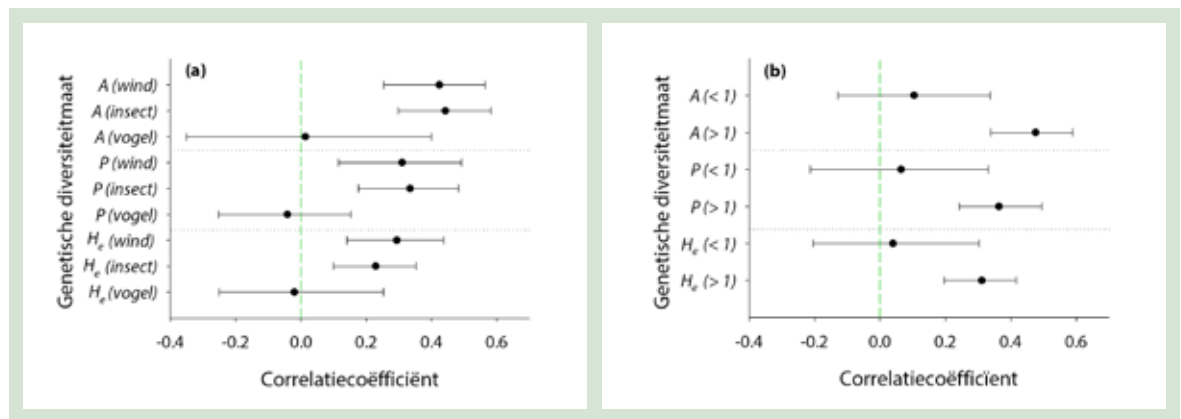 (a)
Genetische diversiteitmaat
A (wind)
A (insect)
A (vogel)
P (wind)
P (insect)
P (vogel)
He (wind)
He (insect)
He (vogel)
-0.4 -0.2 0.0 0.2 0.4 0.6
Correlatiecoëfficiënt
(b)
Genetische diversiteitmaat
A (< 1)
A (> 1)
P (< 1)
P (> 1)
He (< 1)
He (> 1)
-0.4 -0.2 0.0 0.2 0.4 0.6
Correlatiecoëfficïent